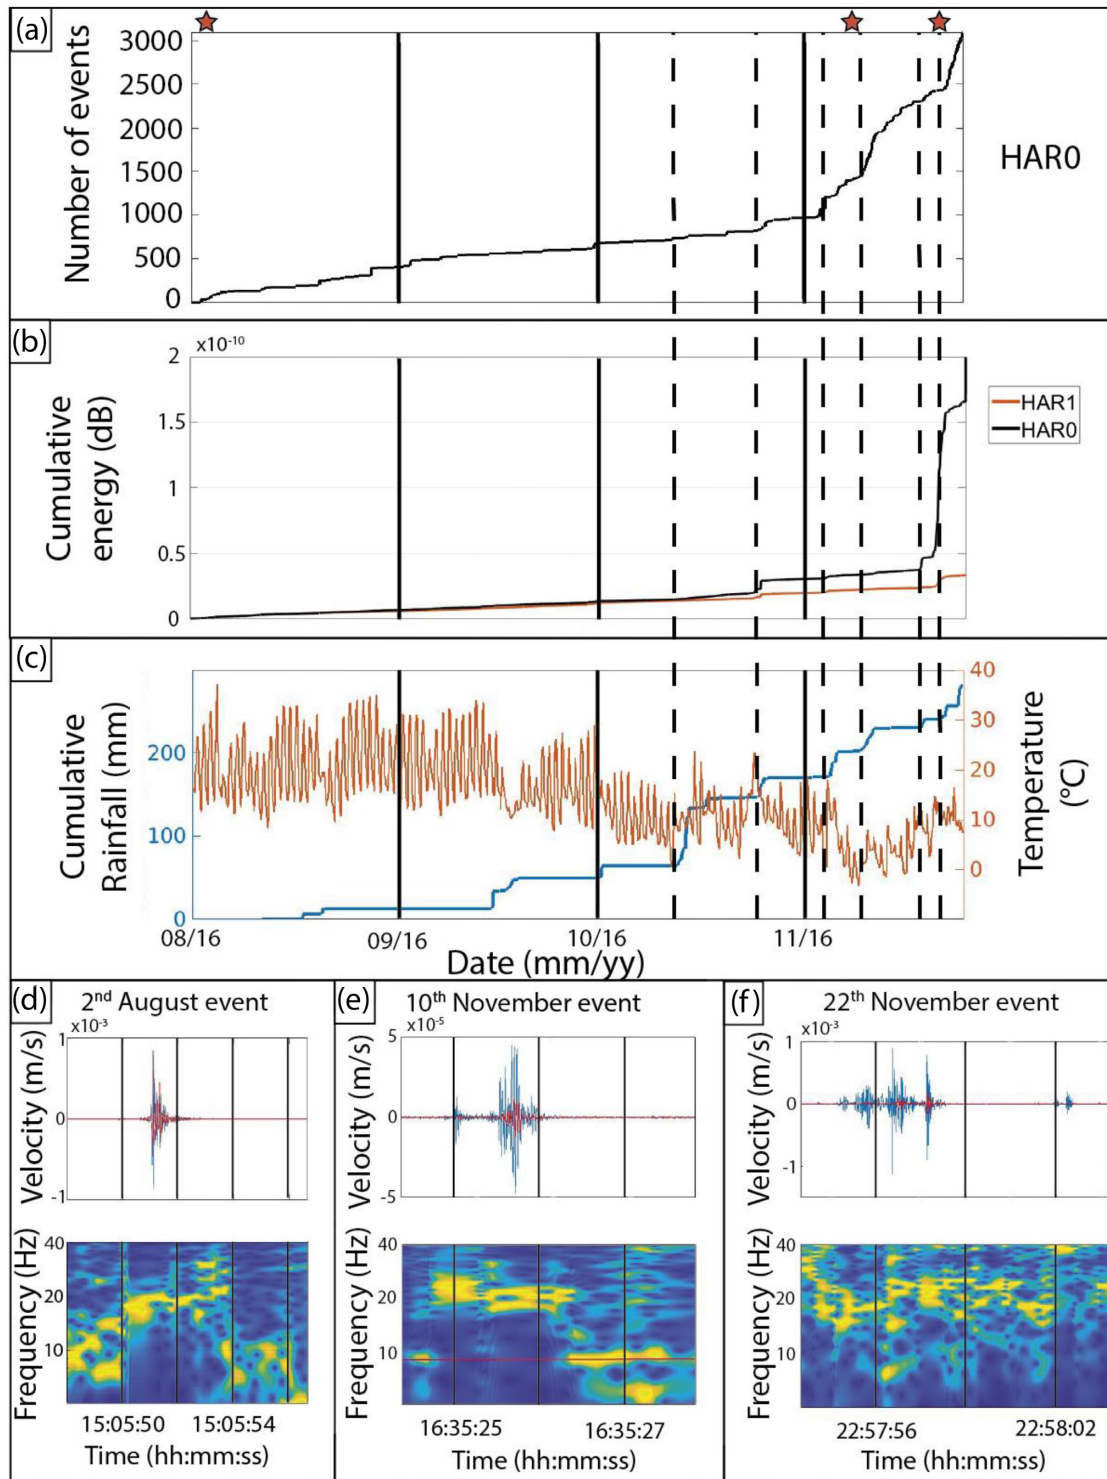 (a)
Number of events
3000
2500
2000
1500
1000
500
0
HAR0
(b)
x10-10
Cumulative
energy (dB)
2
1.5
1
0.5
0
HAR1
HAR0
(c)
Cumulative
Rainfall (mm)
200
100
0
40
30
20
10
0
Temperature
(°C)
08/16
09/16
10/16
11/16
Date (mm/yy)
(d)
2nd August event
x10-3
Velocity (m/s)
1
0
-1
Frequency (Hz)
40
20
10
15:05:50
15:05:54
Time (hh:mm:ss)
(e)
10th November event
x10-5
Velocity (m/s)
5
0
-5
Frequency (Hz)
40
20
10
16:35:25
16:35:27
Time (hh:mm:ss)
(f)
22th November event
x10-3
Velocity (m/s)
1
0
-1
Frequency (Hz)
40
20
10
22:57:56
22:58:02
Time (hh:mm:ss)